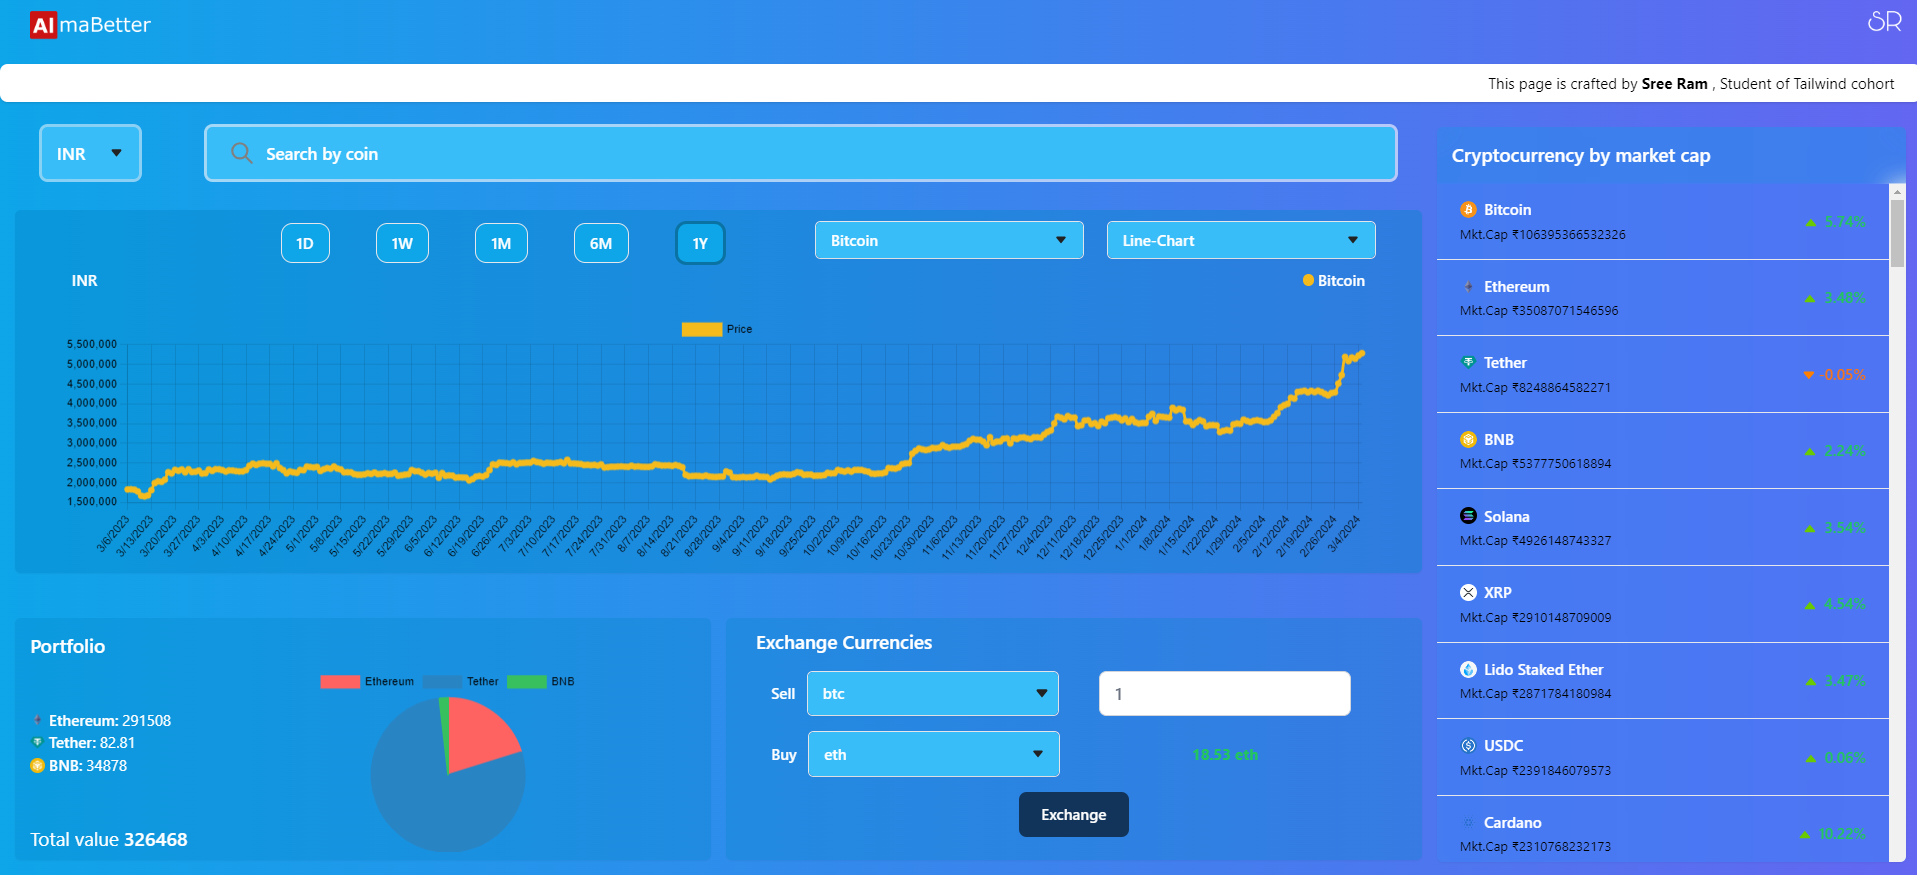 AlmaBetter
SR
This page is crafted by Sree Ram , Student of Tailwind cohort
INR
Search by coin
1D 1W 1M 6M 1Y
Bitcoin
Line-Chart
INR
Bitcoin
Price
5,500,000
5,000,000
4,500,000
4,000,000
3,500,000
3,000,000
2,500,000
2,000,000
1,500,000
3/6/2023 3/13/2023 3/20/2023 3/27/2023 4/3/2023 4/10/2023 4/17/2023 4/24/2023 5/1/2023 5/8/2023 5/15/2023 5/22/2023 5/29/2023 6/5/2023 6/12/2023 6/19/2023 6/26/2023 7/3/2023 7/10/2023 7/17/2023 7/24/2023 7/31/2023 8/7/2023 8/14/2023 8/21/2023 8/28/2023 9/4/2023 9/11/2023 9/18/2023 9/25/2023 10/2/2023 10/9/2023 10/16/2023 10/23/2023 10/30/2023 11/6/2023 11/13/2023 11/20/2023 11/27/2023 12/4/2023 12/11/2023 12/18/2023 12/25/2023 1/1/2024 1/8/2024 1/15/2024 1/22/2024 1/29/2024 2/5/2024 2/12/2024 2/19/2024 2/26/2024 3/4/2024
Portfolio
Ethereum Tether BNB
Ethereum: 291508
Tether: 82.81
BNB: 34878
Total value 326468
Exchange Currencies
Sell btc 1
Buy eth 18.53 eth
Exchange
Cryptocurrency by market cap
Bitcoin
Mkt.Cap ₹106395366532326
5.74%
Ethereum
Mkt.Cap ₹35087071546596
3.48%
Tether
Mkt.Cap ₹8248864582271
-0.05%
BNB
Mkt.Cap ₹5377750618894
2.24%
Solana
Mkt.Cap ₹4926148743327
3.54%
XRP
Mkt.Cap ₹2910148709009
4.54%
Lido Staked Ether
Mkt.Cap ₹2871784180984
3.47%
USDC
Mkt.Cap ₹2391846079573
0.06%
Cardano
Mkt.Cap ₹2310768232173
10.22%